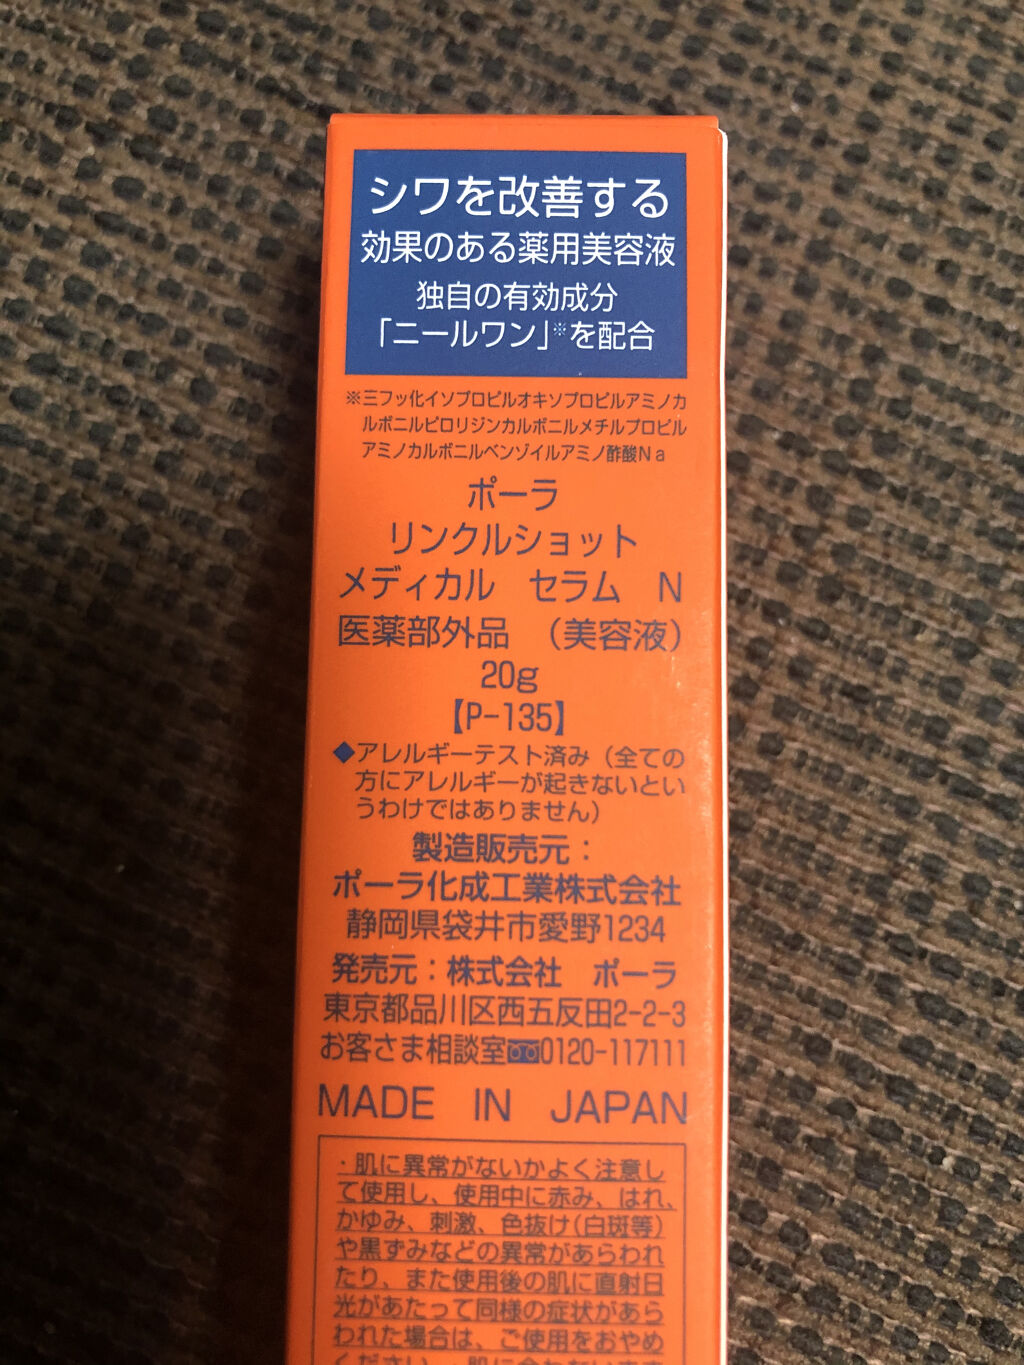 シワを改善する
効果のある薬用美容液
独自の有効成分
「ニールワン」※を配合
※三フッ化イソプロピルオキソプロピルアミノカ
ルボニルピロリジンカルボニルメチルプロピル
アミノカルボニルベンゾイルアミノ酢酸Na
ポーラ
リンクルショット
メディカル セラム N
医薬部外品 （美容液）
20g
【P-135】
◆アレルギーテスト済み（全ての
方にアレルギーが起きないとい
うわけではありません）
製造販売元：
ポーラ化成工業株式会社
静岡県袋井市愛野1234
発売元：株式会社 ポーラ
東京都品川区西五反田2-2-3
お客さま相談室0120-117111
MADE IN JAPAN
・肌に異常がないかよく注意し
て使用し、使用中に赤み、はれ、
かゆみ、刺激、色抜け(白斑等)
や黒ずみなどの異常があらわれ
たり、また使用後の肌に直射日
光があたって同様の症状があら
われた場合は、ご使用をおやめ
ください。・肌に合わないときや